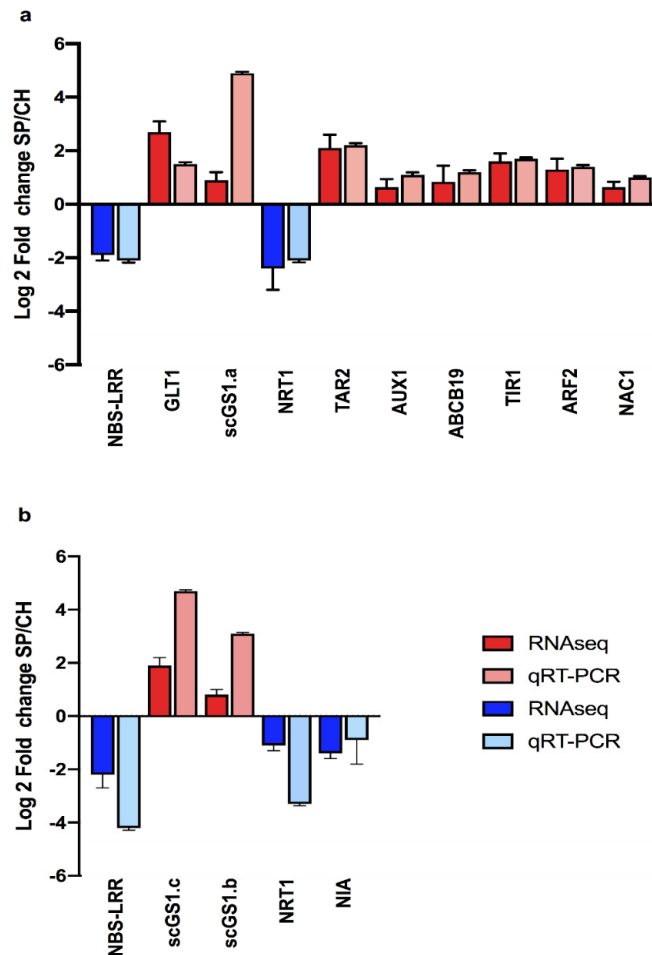 a
Log 2 Fold change SP/CH
6
4
2
0
-2
-4
-6
NBS-LRR
GLT1
scGS1.a
NRT1
TAR2
AUX1
ABCB19
TIR1
ARF2
NAC1
b
Log 2 Fold change SP/CH
6
4
2
0
-2
-4
-6
NBS-LRR
scGS1.c
scGS1.b
NRT1
NIA
RNAseq
qRT-PCR
RNAseq
qRT-PCR